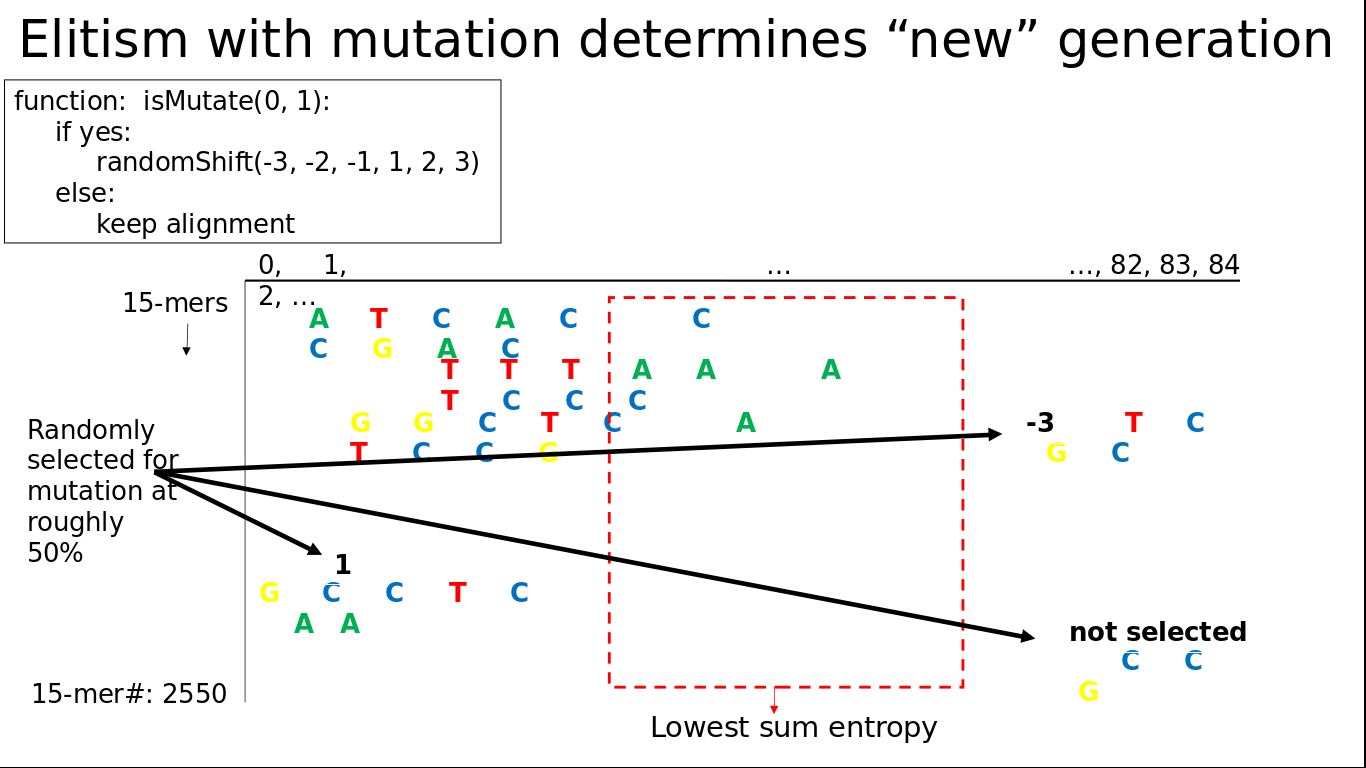 Elitism with mutation determines “new” generation
function:  isMutate(0, 1):
if yes:
randomShift(-3, -2, -1, 1, 2, 3)
else:
keep alignment
0, 1, … …, 82, 83, 84
2, …
15-mers
A T C A C C
C G A C
T T T A A A
T C C C
G G C T C A
T C C G
Randomly
selected for
mutation at
roughly
50%
-3 T C
G C
1
G C C T C
A A
not selected
C C
G
15-mer#: 2550
Lowest sum entropy